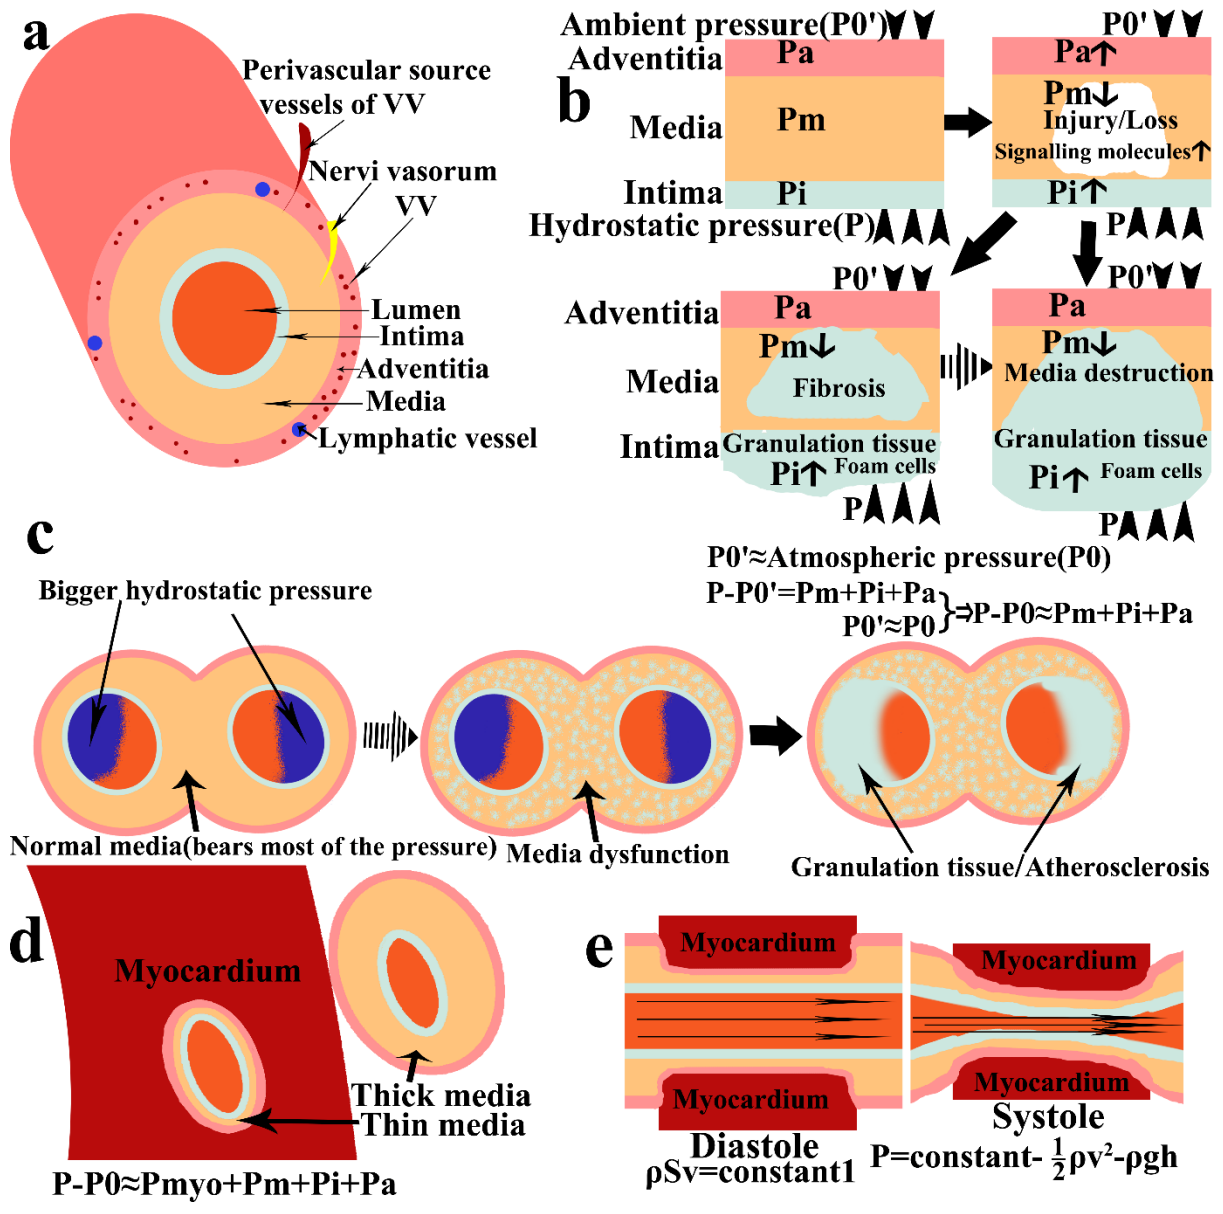 a
Perivascular source
vessels of VV
Nervi vasorum
VV
Lumen
Intima
Adventitia
Media
Lymphatic vessel
b
Ambient pressure(P0')
Adventitia
Pa
Media
Pm
Intima
Pi
Hydrostatic pressure(P)
P0'
Pa↑
Pm↓
Injury/Loss
Signalling molecules↑
Pi↑
P
P0'
Adventitia
Pa
Pm↓
Media
Fibrosis
Intima
Granulation tissue
Pi↑ Foam cells
P
P0'
Pa
Pm↓
Media destruction
Granulation tissue
Pi↑ Foam cells
P
P0'≈Atmospheric pressure(P0)
P-P0'=Pm+Pi+Pa
P0'≈P0
}⇒P-P0≈Pm+Pi+Pa
c
Bigger hydrostatic pressure
Normal media(bears most of the pressure)
Media dysfunction
Granulation tissue/Atherosclerosis
d
Myocardium
Thick media
Thin media
P-P0≈Pmyo+Pm+Pi+Pa
e
Myocardium
Myocardium
Diastole
ρSv=constant1
Myocardium
Myocardium
Systole
P=constant-½ρv²-ρgh